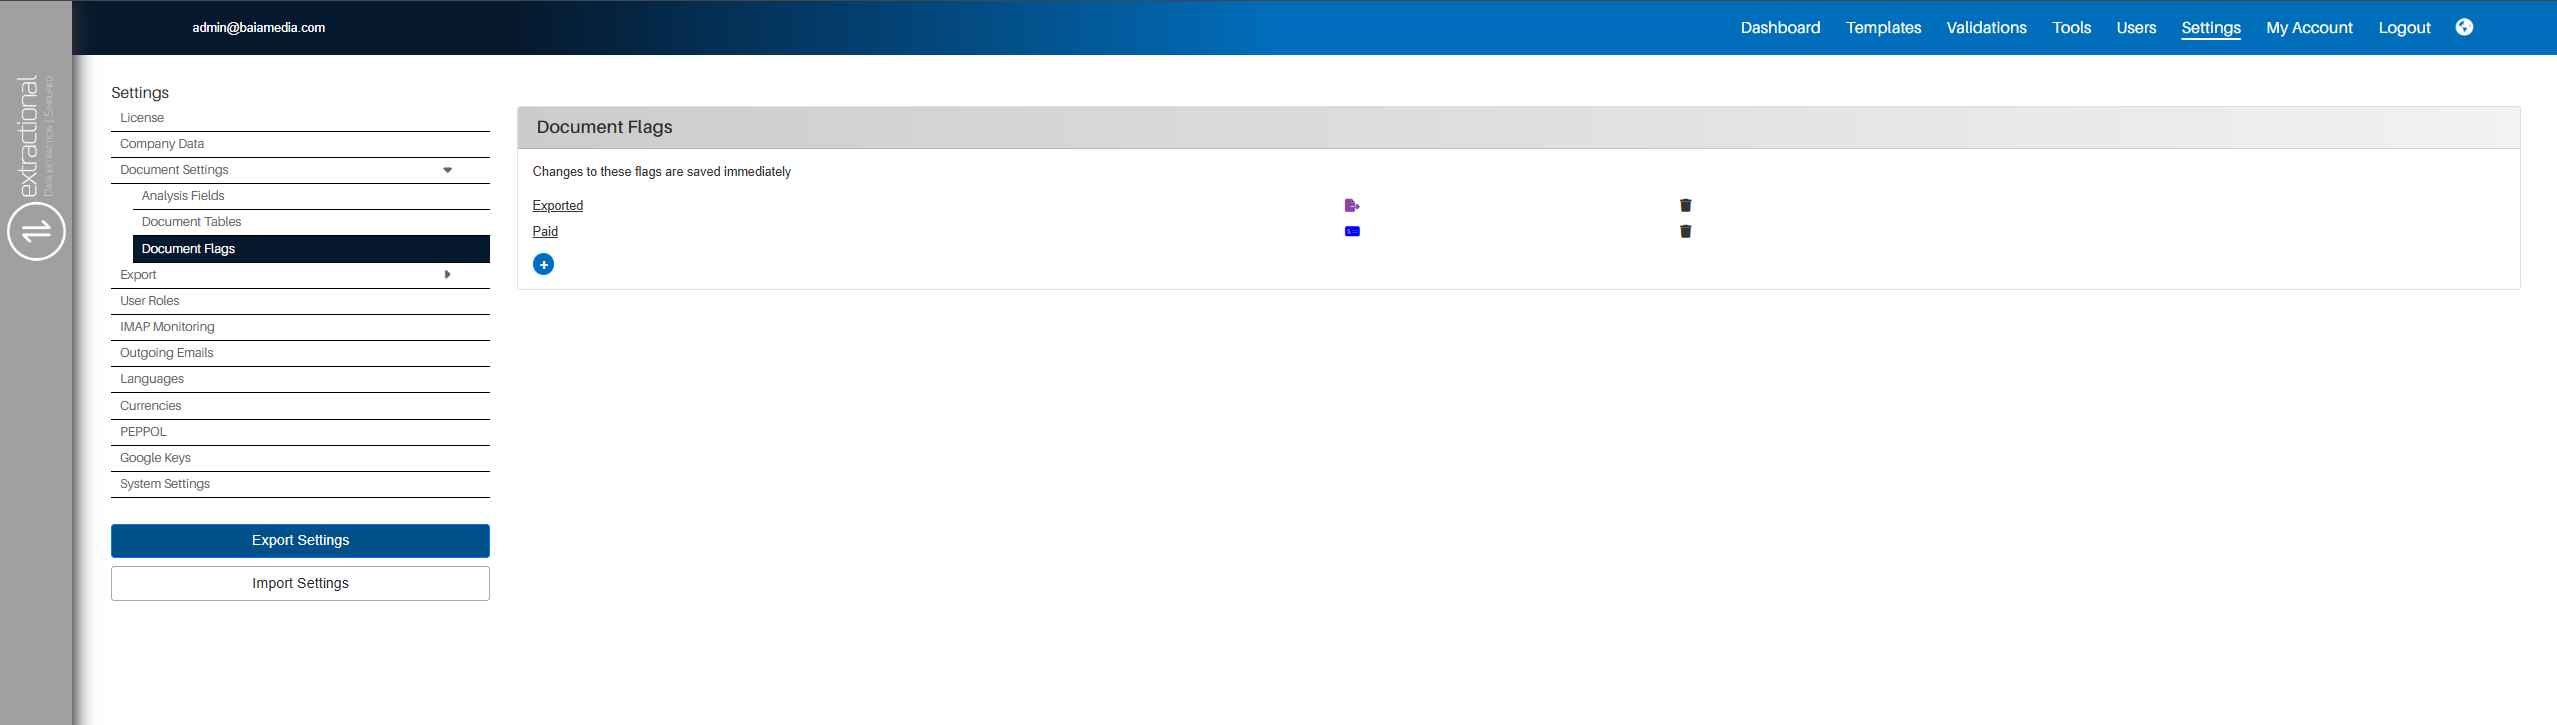 extractional
DATA EXTRACTION | SIMPLIFIED
admin@baiamedia.com
Dashboard Templates Validations Tools Users Settings My Account Logout
Settings
License
Company Data
Document Settings
Analysis Fields
Document Tables
Document Flags
Export
User Roles
IMAP Monitoring
Outgoing Emails
Languages
Currencies
PEPPOL
Google Keys
System Settings
Export Settings
Import Settings
Document Flags
Changes to these flags are saved immediately
Exported
Paid